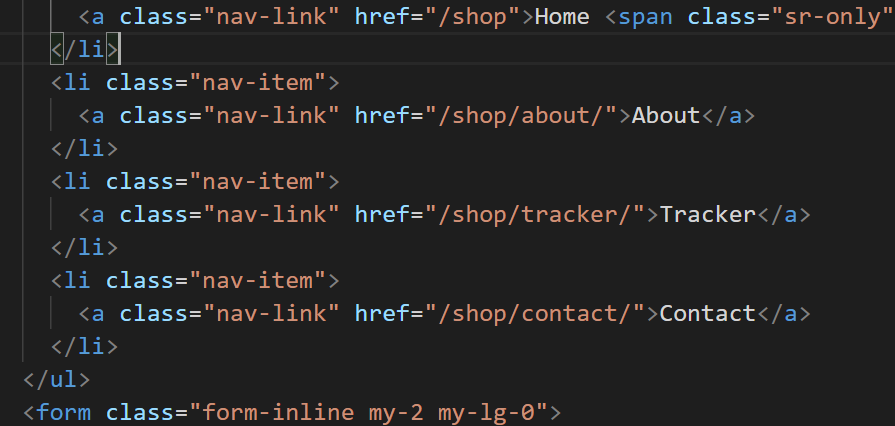 <a class="nav-link" href="/shop">Home <span class="sr-only"
</li>
<li class="nav-item">
<a class="nav-link" href="/shop/about/">About</a>
</li>
<li class="nav-item">
<a class="nav-link" href="/shop/tracker/">Tracker</a>
</li>
<li class="nav-item">
<a class="nav-link" href="/shop/contact/">Contact</a>
</li>
</ul>
<form class="form-inline my-2 my-lg-0">